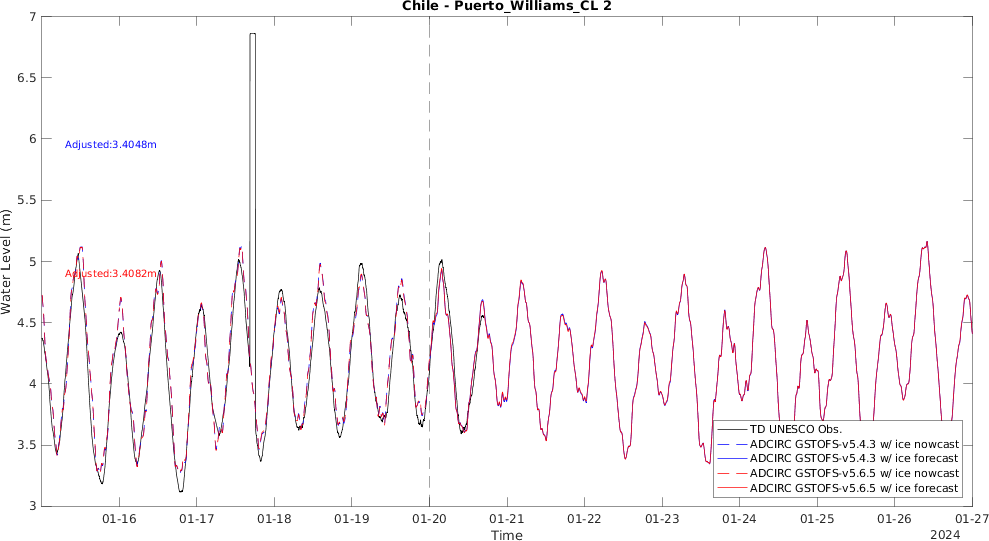 Chile - Puerto_Williams_CL 2
7
6.5
6
5.5
5
4.5
4
3.5
3
Water Level (m)
Adjusted:3.4048m
Adjusted:3.4082m
TD UNESCO Obs.
ADCIRC GSTOFS-v5.4.3 w/ ice nowcast
ADCIRC GSTOFS-v5.4.3 w/ ice forecast
ADCIRC GSTOFS-v5.6.5 w/ ice nowcast
ADCIRC GSTOFS-v5.6.5 w/ ice forecast
01-16 01-17 01-18 01-19 01-20 01-21 01-22 01-23 01-24 01-25 01-26 01-27
Time
2024